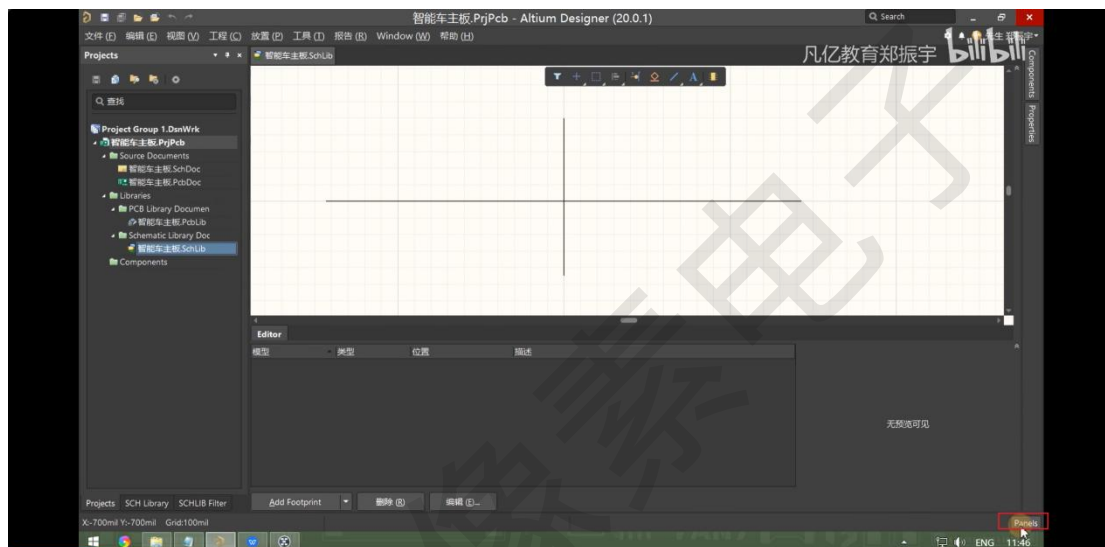 智能车主板.PrjPcb - Altium Designer (20.0.1)
Search
文件 (F) 编辑 (E) 视图 (V) 工程 (C) 放置 (P) 工具 (T) 报告 (R) Window (W) 帮助 (H)
凡亿教育郑振宇 bilibili
Projects
智能车主板.SchLib
Components
Properties
查找
Project Group 1.DsnWrk
智能车主板.PrjPcb
Source Documents
智能车主板.SchDoc
智能车主板.PcbDoc
Libraries
PCB Library Documen
智能车主板.PcbLib
Schematic Library Doc
智能车主板.SchLib
Components
Editor
模型 类型 位置 描述
无预览可见
Projects SCH Library SCHLIB Filter
Add Footprint 删除 (R) 编辑 (E)...
X:-700mil Y:-700mil Grid:100mil
Panels
ENG 11:46
像素电子